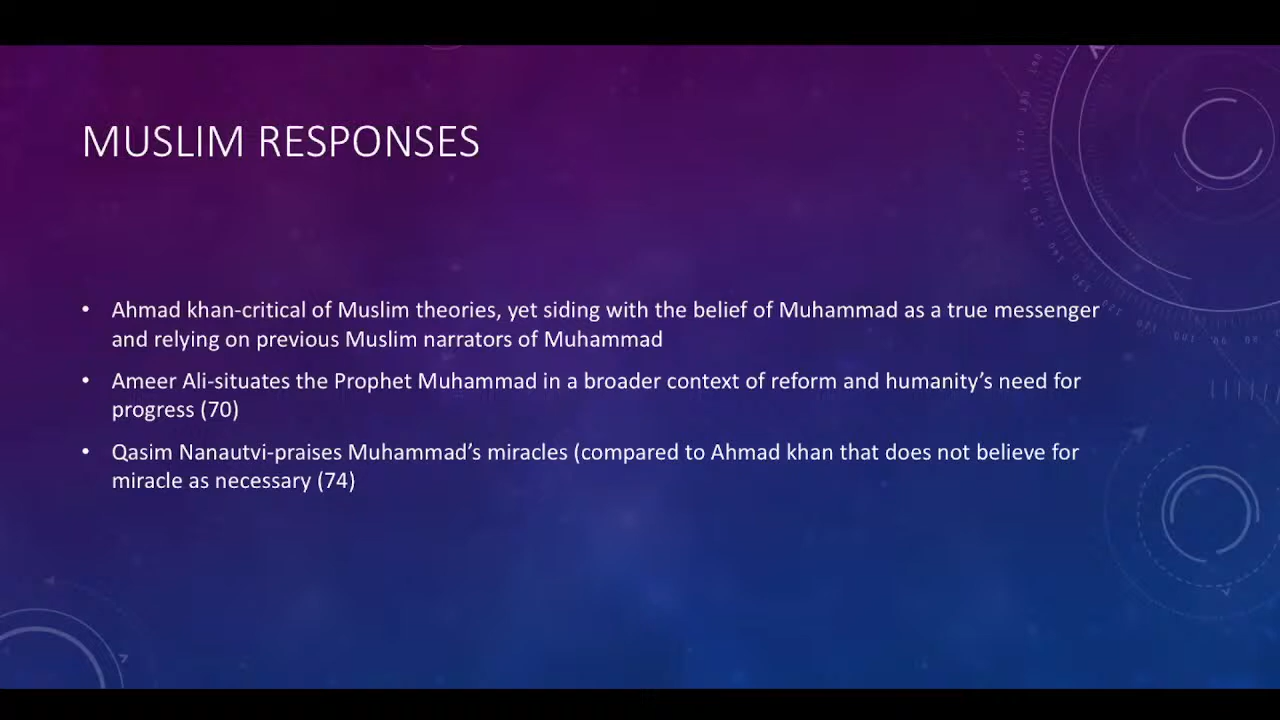 MUSLIM RESPONSES
• Ahmad khan-critical of Muslim theories, yet siding with the belief of Muhammad as a true messenger
and relying on previous Muslim narrators of Muhammad
• Ameer Ali-situates the Prophet Muhammad in a broader context of reform and humanity’s need for
progress (70)
• Qasim Nanautvi-praises Muhammad’s miracles (compared to Ahmad khan that does not believe for
miracle as necessary (74)